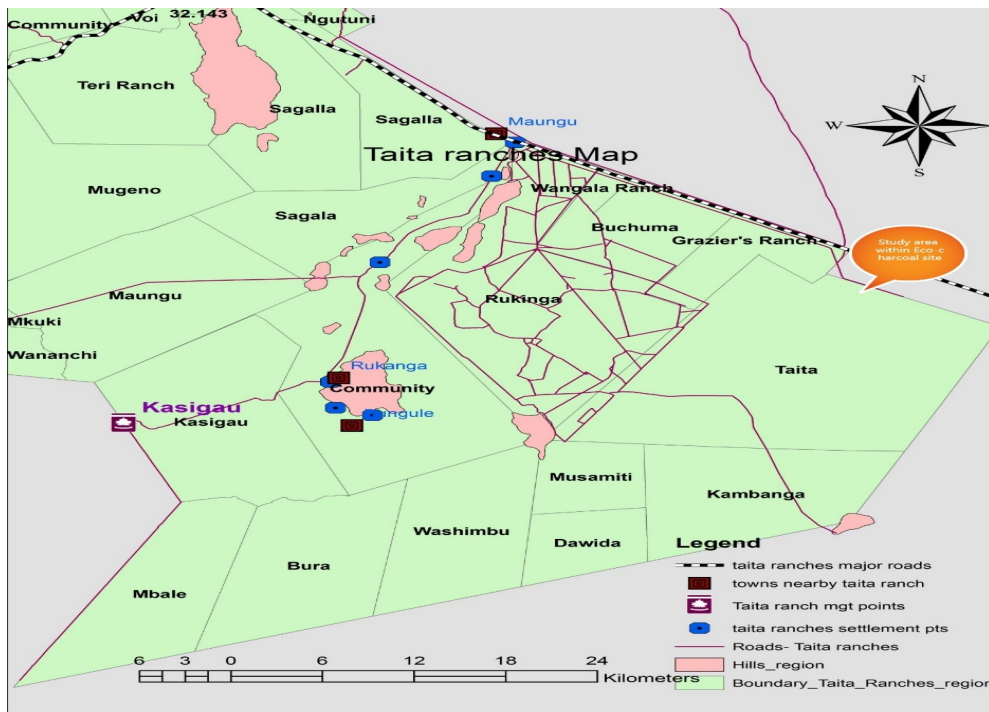 Community
Voi
32.143
Ngutuni
Teri Ranch
Sagalla
Sagalla
Maungu
Taita ranches Map
N
W
E
S
Mugeno
Sagala
Wangala Ranch
Buchuma
Grazier's Ranch
Study area
within Eco-c
harcoal site
Maungu
Rukinga
Mkuki
Wananchi
Rukanga
Community
Taita
Kasigau
Kasigau
Musamiti
Kambanga
Washimbu
Dawida
Bura
Mbale
Legend
taita ranches major roads
towns nearby taita ranch
Taita ranch mgt points
taita ranches settlement pts
Roads- Taita ranches
Hills_region
Boundary_Taita_Ranches_region
6 3 0 6 12 18 24
Kilometers